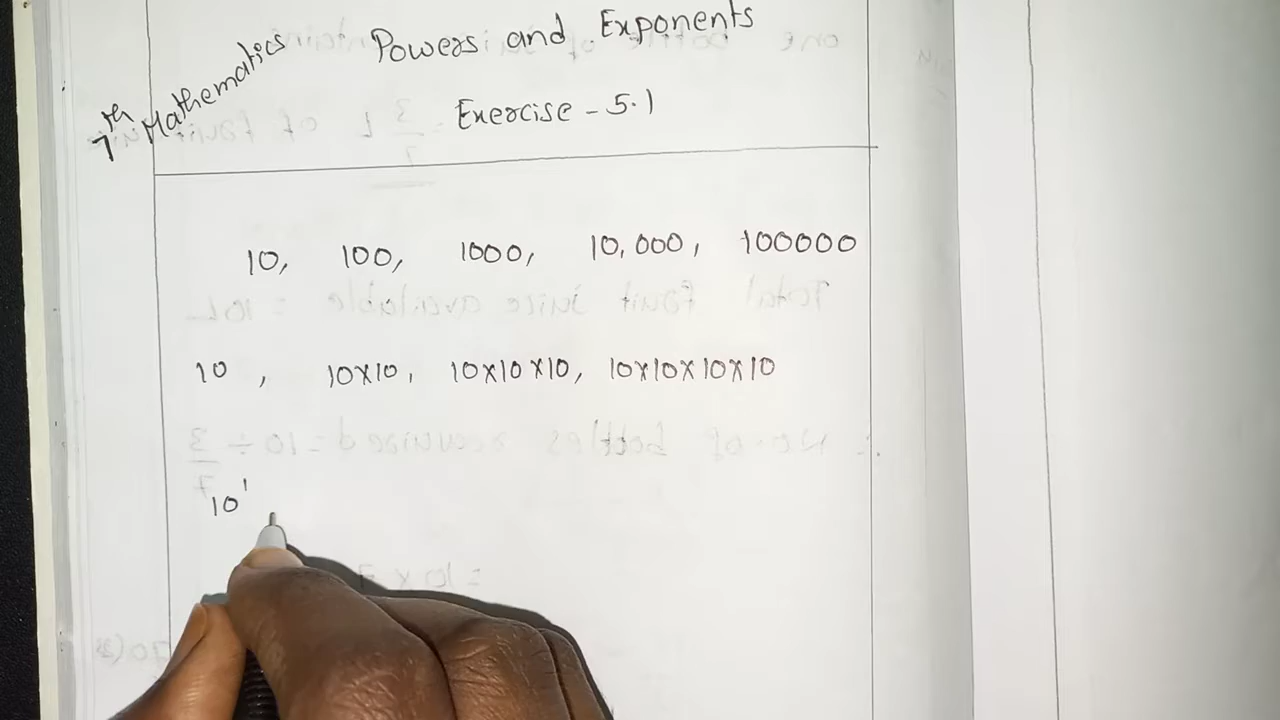 7th Mathematics
Powers and Exponents
Exercise - 5.1
10, 100, 1000, 10,000, 100000
10, 10x10, 10x10x10, 10x10x10x10
10¹